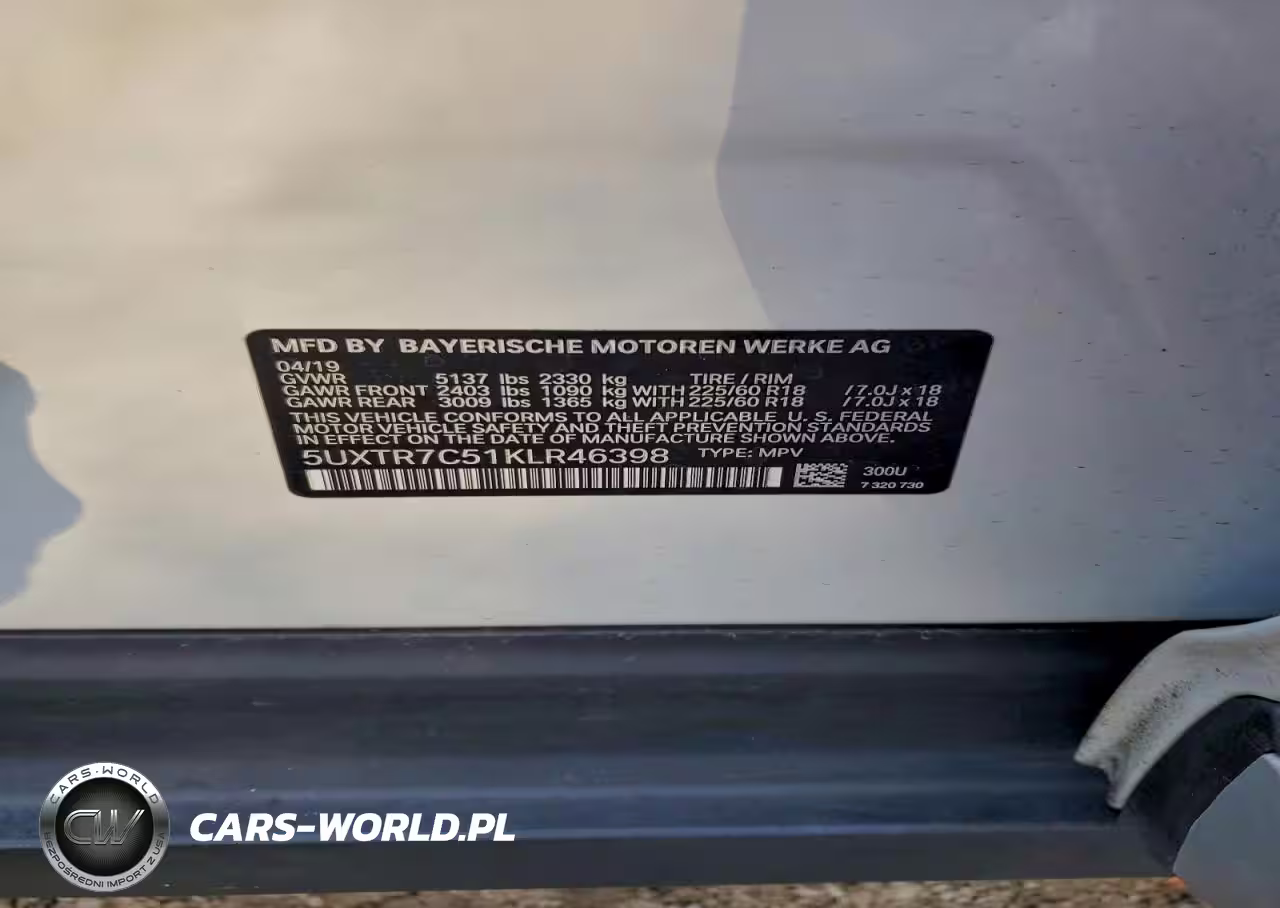 MFD BY BAYERISCHE MOTOREN WERKE AG
04/19
GVWR 5137 lbs 2330 kg TIRE / RIM
GAWR FRONT 2403 lbs 1090 kg WITH 225/60 R18 /7.0J x 18
GAWR REAR 3009 lbs 1365 kg WITH 225/60 R18 /7.0J x 18
THIS VEHICLE CONFORMS TO ALL APPLICABLE U. S. FEDERAL
MOTOR VEHICLE SAFETY AND THEFT PREVENTION STANDARDS
IN EFFECT ON THE DATE OF MANUFACTURE SHOWN ABOVE.
5UXTR7C51KLR46398 TYPE: MPV
300U
7 320 730
CARS-WORLD
CW
BEZPOŚREDNI IMPORT Z USA
CARS-WORLD.PL